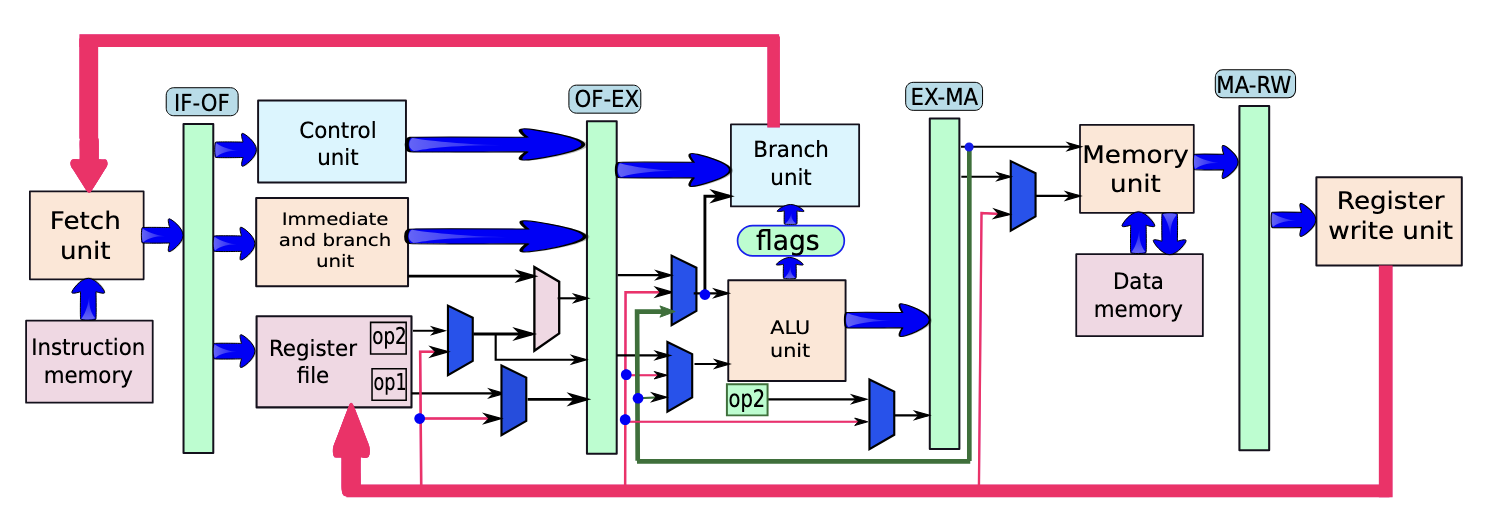 IF-OF
OF-EX
EX-MA
MA-RW
Control
unit
Branch
unit
Memory
unit
Fetch
unit
Immediate
and branch
unit
flags
Register
write unit
Data
memory
Instruction
memory
Register
file
op2
op1
ALU
unit
op2